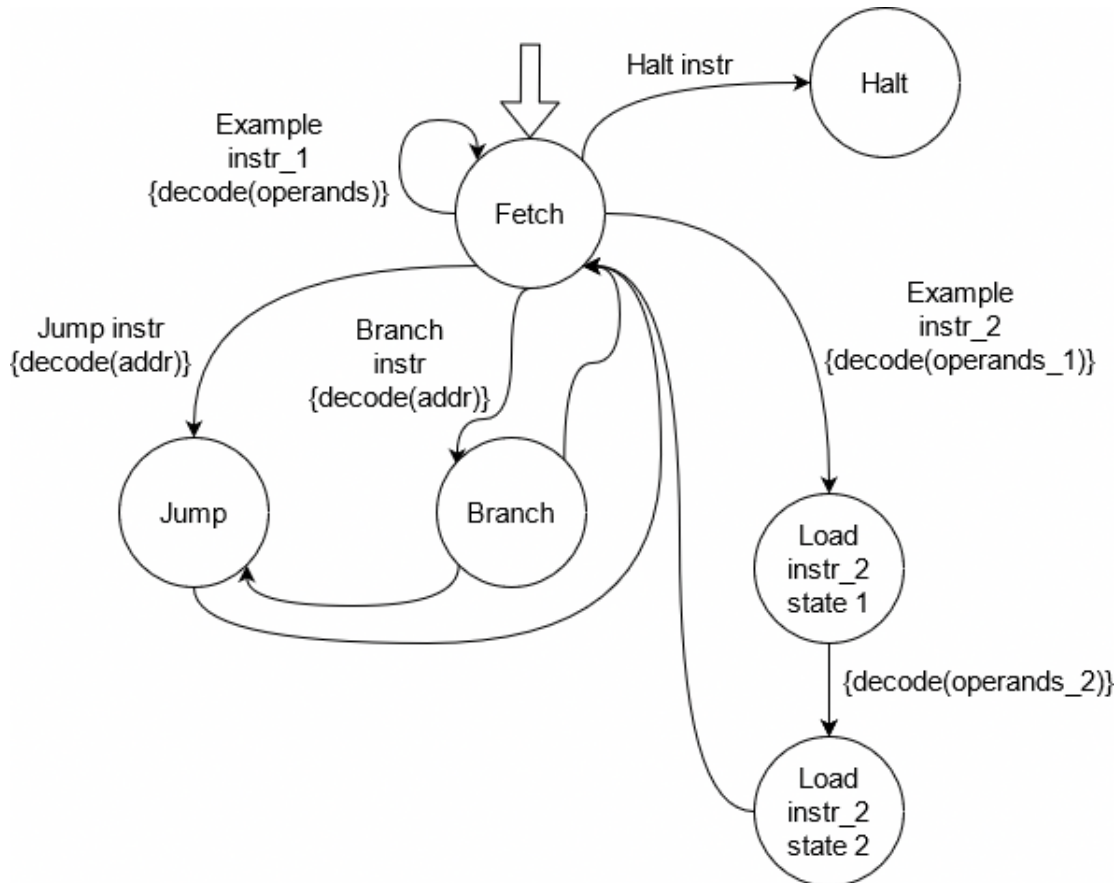 Halt instr
Halt
Example
instr_1
{decode(operands)}
Fetch
Jump instr
{decode(addr)}
Branch
instr
{decode(addr)}
Example
instr_2
{decode(operands_1)}
Jump
Branch
Load
instr_2
state 1
{decode(operands_2)}
Load
instr_2
state 2